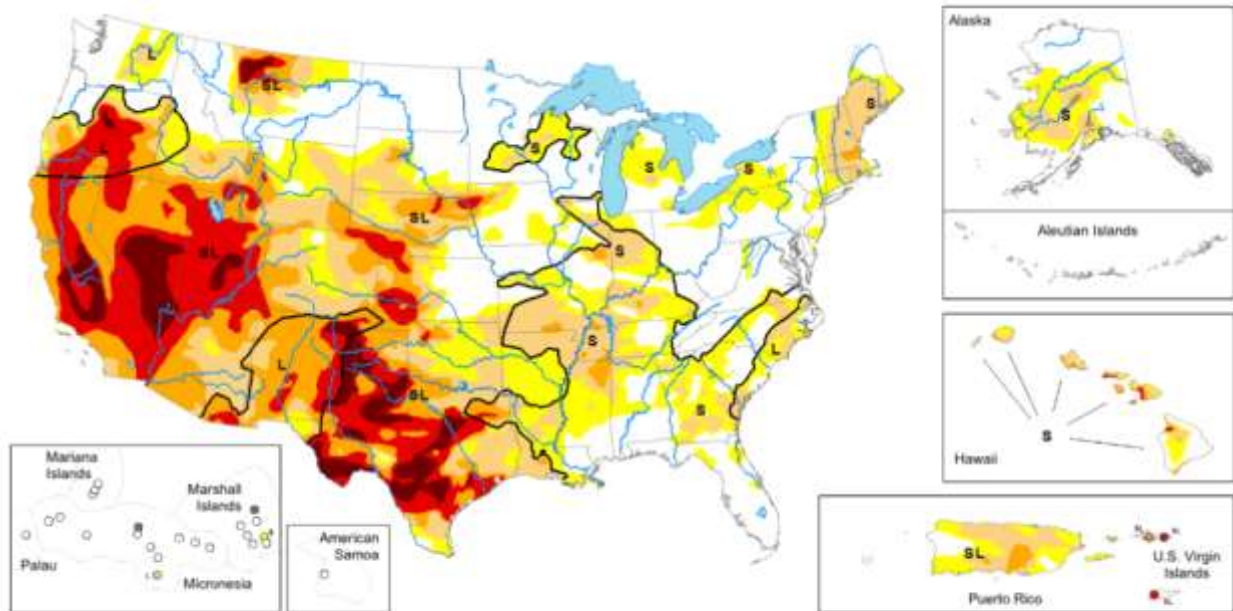 Alaska
S
Aleutian Islands
L
SL
S
S
S
S
L
SL
SL
S
S
L
L
SL
S
S
Hawaii
Mariana
Islands
Marshall
Islands
Palau
Micronesia
American
Samoa
SL
U.S. Virgin
Islands
Puerto Rico